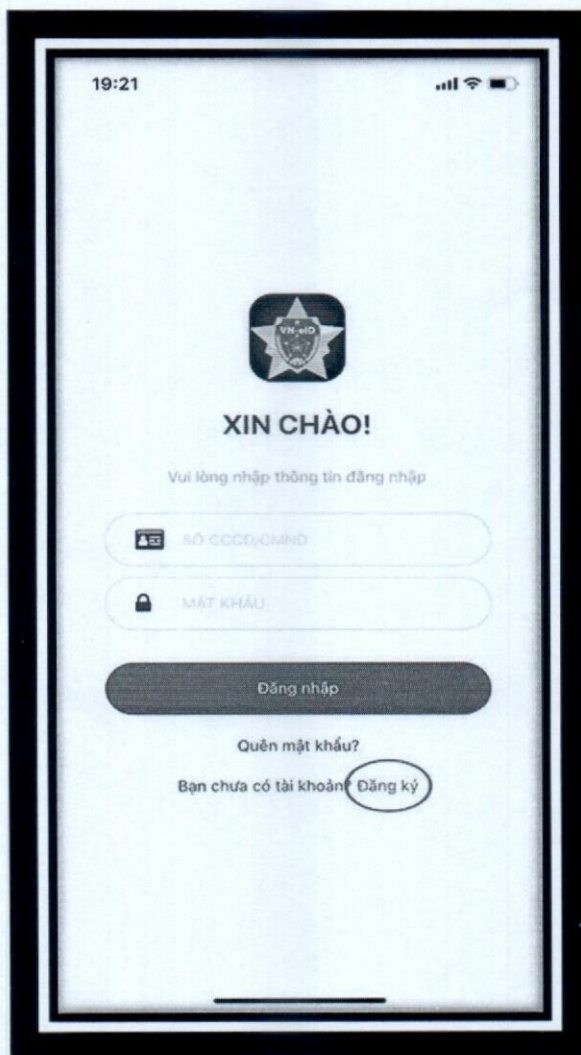 19:21
VN-eID
XIN CHÀO!
Vui lòng nhập thông tin đăng nhập
SỐ CCCD/CMND
MẬT KHẨU
Đăng nhập
Quên mật khẩu?
Bạn chưa có tài khoản? Đăng ký